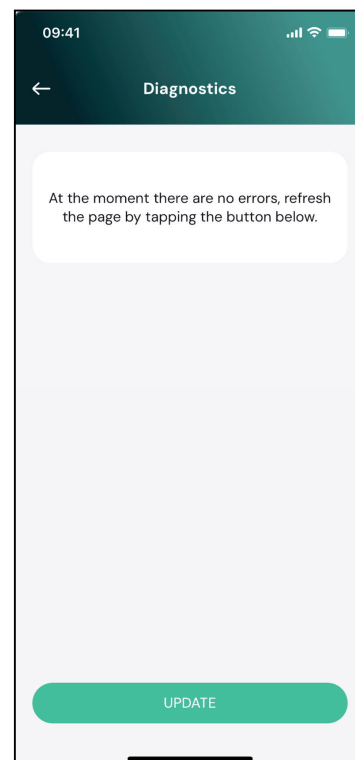 09:41
Diagnostics
At the moment there are no errors, refresh
the page by tapping the button below.
UPDATE